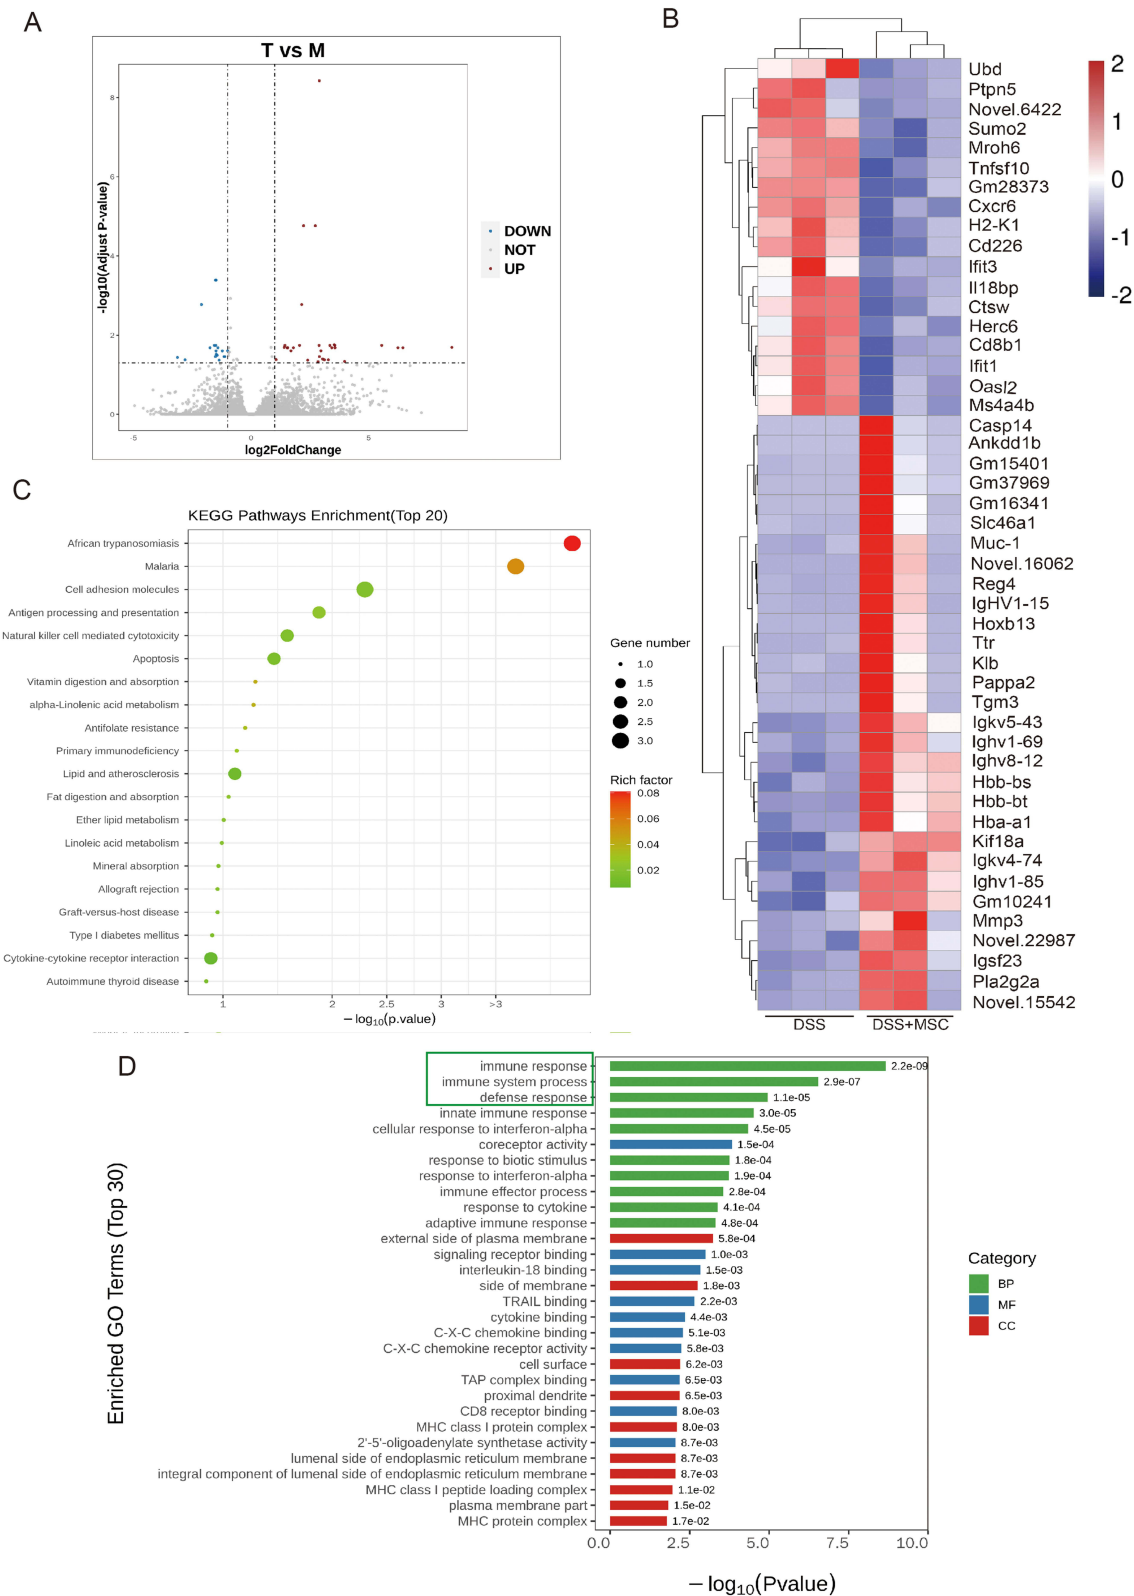 A
T vs M
-log10(Adjust P-value)
8
6
4
2
0
-5
0
5
log2FoldChange
DOWN
NOT
UP
B
Ubd
Ptpn5
Novel.6422
Sumo2
Mroh6
Tnfsf10
Gm28373
Cxcr6
H2-K1
Cd226
Ifit3
Il18bp
Ctsw
Herc6
Cd8b1
Ifit1
Oasl2
Ms4a4b
Casp14
Ankdd1b
Gm15401
Gm37969
Gm16341
Slc46a1
Muc-1
Novel.16062
Reg4
IgHV1-15
Hoxb13
Ttr
Klb
Pappa2
Tgm3
Igkv5-43
Ighv1-69
Ighv8-12
Hbb-bs
Hbb-bt
Hba-a1
Kif18a
Igkv4-74
Ighv1-85
Gm10241
Mmp3
Novel.22987
Igsf23
Pla2g2a
Novel.15542
DSS
DSS+MSC
2
1
0
-1
-2
C
KEGG Pathways Enrichment(Top 20)
African trypanosomiasis
Malaria
Cell adhesion molecules
Antigen processing and presentation
Natural killer cell mediated cytotoxicity
Apoptosis
Vitamin digestion and absorption
alpha-Linolenic acid metabolism
Antifolate resistance
Primary immunodeficiency
Lipid and atherosclerosis
Fat digestion and absorption
Ether lipid metabolism
Linoleic acid metabolism
Mineral absorption
Allograft rejection
Graft-versus-host disease
Type I diabetes mellitus
Cytokine-cytokine receptor interaction
Autoimmune thyroid disease
1
2
2.5
3
>3
−log10(p.value)
Gene number
1.0
1.5
2.0
2.5
3.0
Rich factor
0.08
0.06
0.04
0.02
D
Enriched GO Terms (Top 30)
immune response 2.2e-09
immune system process 2.9e-07
defense response 1.1e-05
innate immune response 3.0e-05
cellular response to interferon-alpha 4.5e-05
coreceptor activity 1.5e-04
response to biotic stimulus 1.8e-04
response to interferon-alpha 1.9e-04
immune effector process 2.8e-04
response to cytokine 4.1e-04
adaptive immune response 4.8e-04
external side of plasma membrane 5.8e-04
signaling receptor binding 1.0e-03
interleukin-18 binding 1.5e-03
side of membrane 1.8e-03
TRAIL binding 2.2e-03
cytokine binding 4.4e-03
C-X-C chemokine binding 5.1e-03
C-X-C chemokine receptor activity 5.8e-03
cell surface 6.2e-03
TAP complex binding 6.5e-03
proximal dendrite 6.5e-03
CD8 receptor binding 8.0e-03
MHC class I protein complex 8.0e-03
2'-5'-oligoadenylate synthetase activity 8.7e-03
lumenal side of endoplasmic reticulum membrane 8.7e-03
integral component of lumenal side of endoplasmic reticulum membrane 8.7e-03
MHC class I peptide loading complex 1.1e-02
plasma membrane part 1.5e-02
MHC protein complex 1.7e-02
0.0
2.5
5.0
7.5
10.0
−log10(Pvalue)
Category
BP
MF
CC